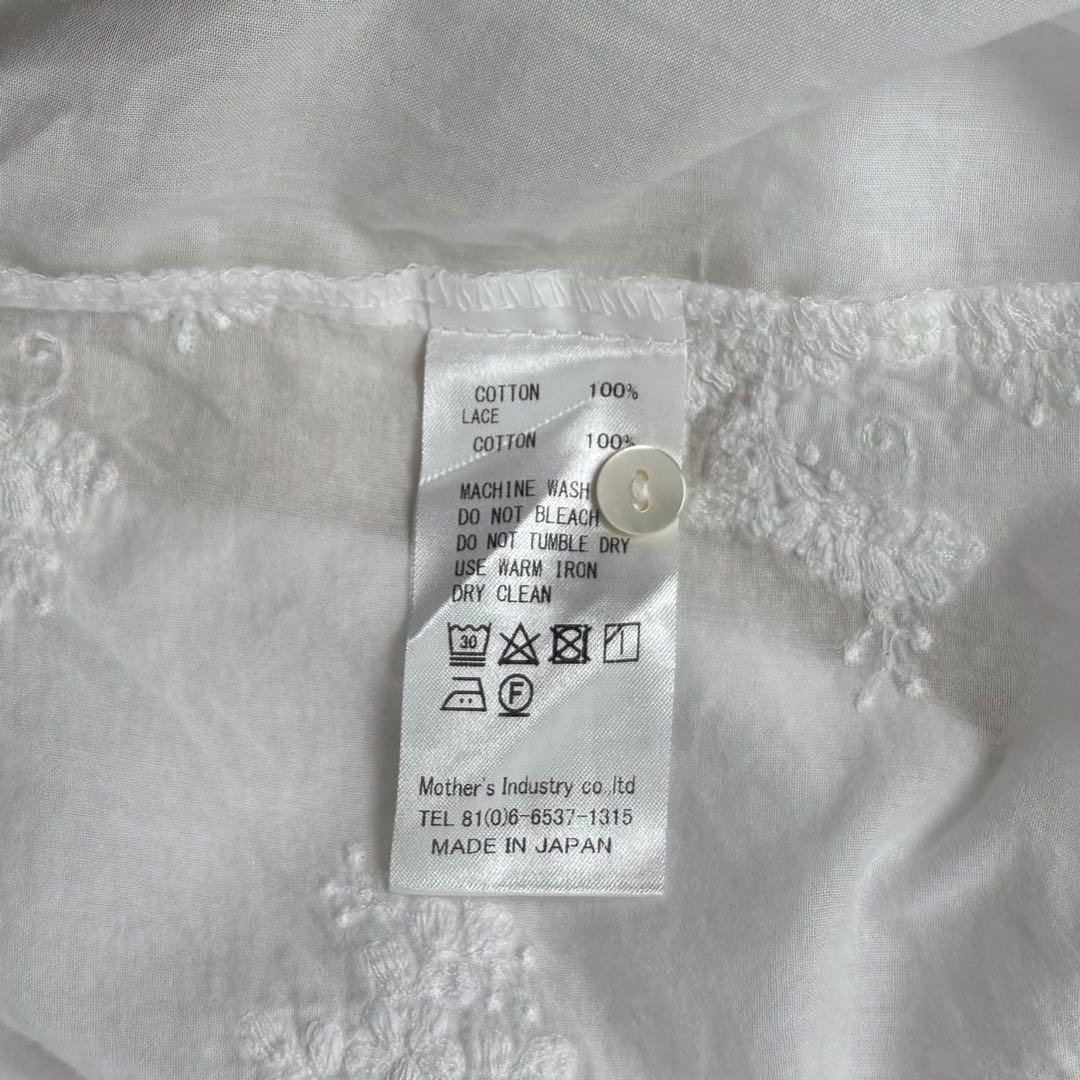 COTTON 100%
LACE
COTTON 100%
MACHINE WASH
DO NOT BLEACH
DO NOT TUMBLE DRY
USE WARM IRON
DRY CLEAN
30
F
Mother's Industry co.,ltd
TEL 81(0)6-6537-1315
MADE IN JAPAN